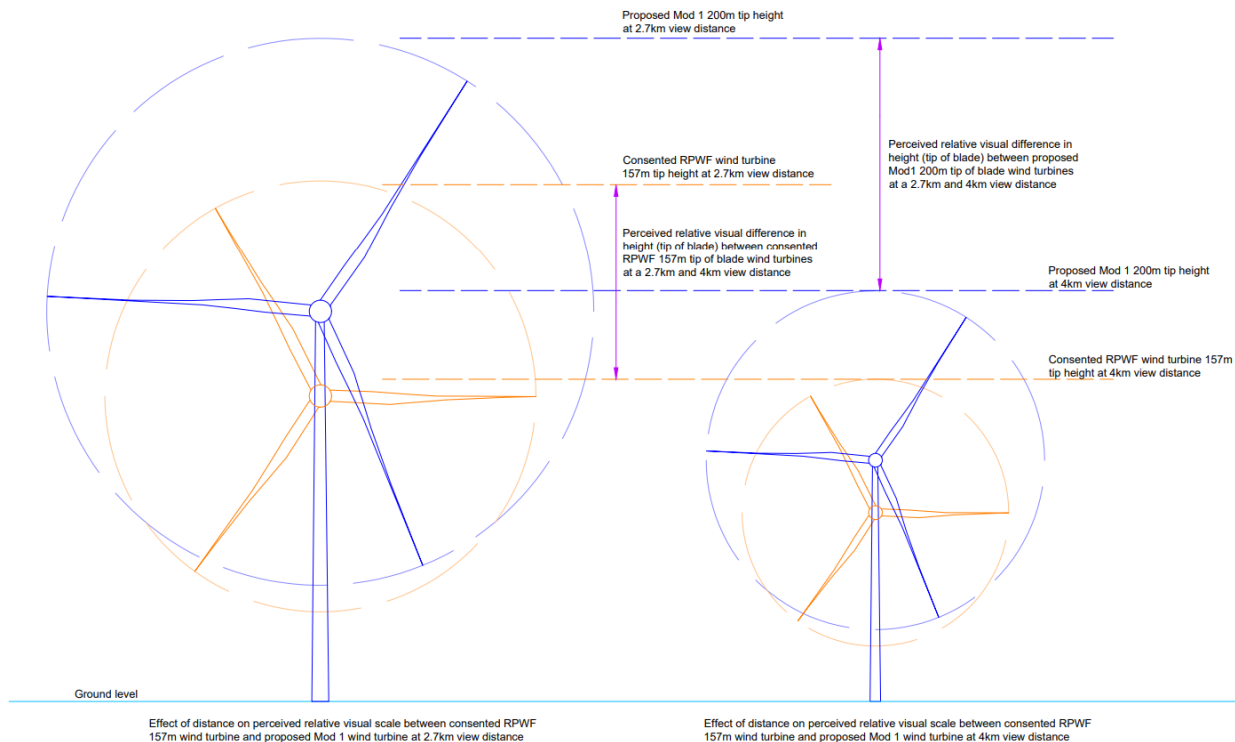 Proposed Mod 1 200m tip height
at 2.7km view distance
Consented RPWF wind turbine
157m tip height at 2.7km view distance
Perceived relative visual difference in
height (tip of blade) between proposed
Mod1 200m tip of blade wind turbines
at a 2.7km and 4km view distance
Perceived relative visual difference in
height (tip of blade) between consented
RPWF 157m tip of blade wind turbines
at a 2.7km and 4km view distance
Proposed Mod 1 200m tip height
at 4km view distance
Consented RPWF wind turbine 157m
tip height at 4km view distance
Ground level
Effect of distance on perceived relative visual scale between consented RPWF
157m wind turbine and proposed Mod 1 wind turbine at 2.7km view distance
Effect of distance on perceived relative visual scale between consented RPWF
157m wind turbine and proposed Mod 1 wind turbine at 4km view distance